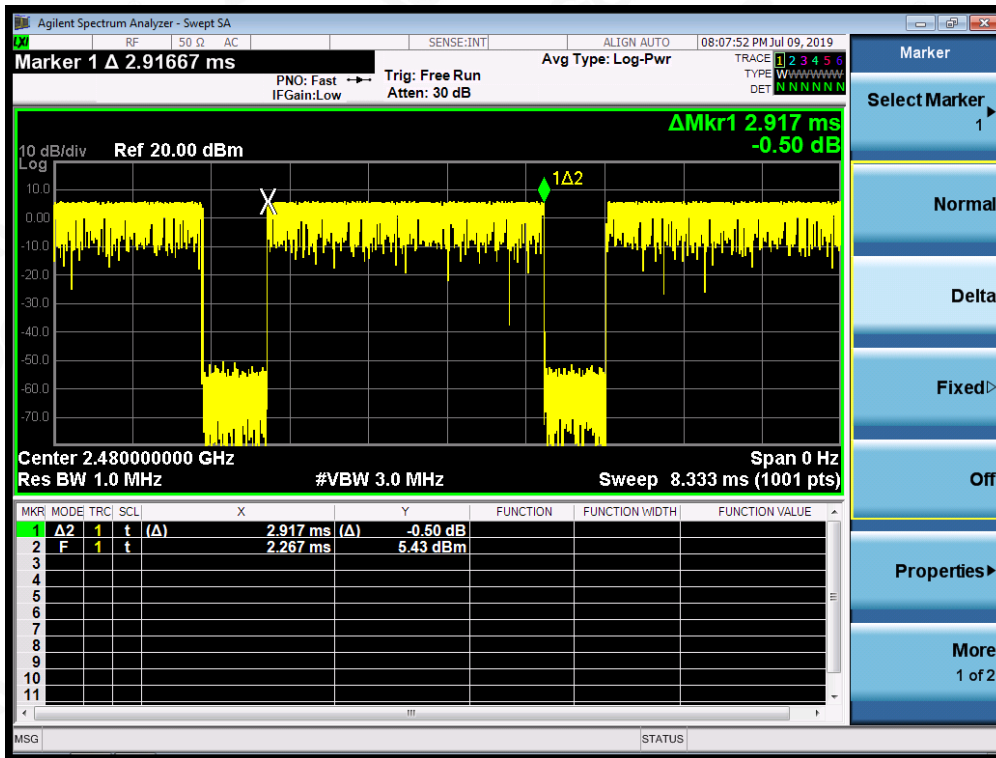 Agilent Spectrum Analyzer - Swept SA
LXI RF 50 Ω AC SENSE:INT ALIGN AUTO 08:07:52 PM Jul 09, 2019
Marker 1 Δ 2.91667 ms
PNO: Fast
IFGain:Low
Trig: Free Run
Atten: 30 dB
Avg Type: Log-Pwr
TRACE 1 2 3 4 5 6
TYPE WWWWWW
DET N N N N N N
ΔMkr1 2.917 ms
-0.50 dB
10 dB/div Ref 20.00 dBm
Log
10.0
0.00
-10.0
-20.0
-30.0
-40.0
-50.0
-60.0
-70.0
1Δ2
Center 2.480000000 GHz Span 0 Hz
Res BW 1.0 MHz #VBW 3.0 MHz Sweep 8.333 ms (1001 pts)
MKR MODE TRC SCL X Y FUNCTION FUNCTION WIDTH FUNCTION VALUE
1 Δ2 1 t (Δ) 2.917 ms (Δ) -0.50 dB
2 F 1 t 2.267 ms 5.43 dBm
3
4
5
6
7
8
9
10
11
MSG STATUS
Marker
Select Marker
1
Normal
Delta
Fixed
Off
Properties
More
1 of 2